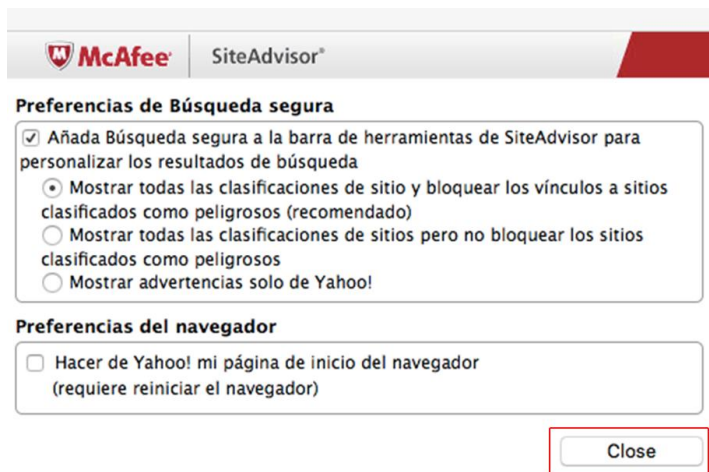 McAfee SiteAdvisor®
Preferencias de Búsqueda segura
Añada Búsqueda segura a la barra de herramientas de SiteAdvisor para
personalizar los resultados de búsqueda
Mostrar todas las clasificaciones de sitio y bloquear los vínculos a sitios
clasificados como peligrosos (recomendado)
Mostrar todas las clasificaciones de sitios pero no bloquear los sitios
clasificados como peligrosos
Mostrar advertencias solo de Yahoo!
Preferencias del navegador
Hacer de Yahoo! mi página de inicio del navegador
(requiere reiniciar el navegador)
Close